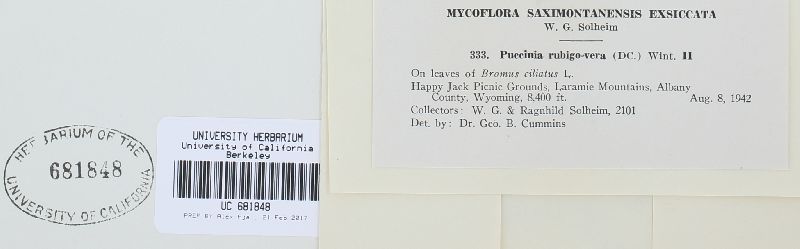 MYCOFLORA SAXIMONTANENSIS EXSICCATA
W. G. Solheim
333. Puccinia rubigo-vera (DC.) Wint. II
On leaves of Bromus ciliatus L.
Happy Jack Picnic Grounds, Laramie Mountains, Albany
County, Wyoming, 8,400 ft. Aug. 8, 1942
Collectors: W. G. & Ragnhild Solheim, 2101
Det. by: Dr. Geo. B. Cummins
HERBARIUM OF THE
681848
UNIVERSITY OF CALIFORNIA
UNIVERSITY HERBARIUM
University of California
Berkeley
UC 681848
PREP BY 21 Feb 2017